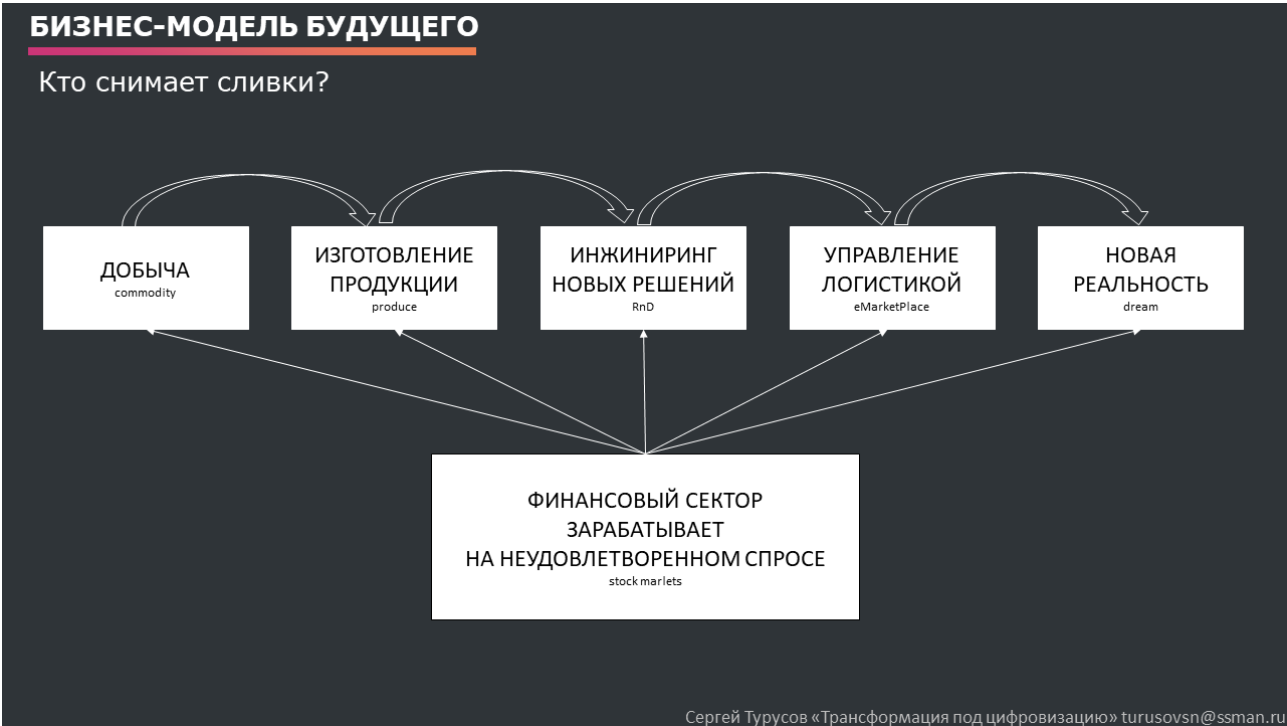 БИЗНЕС-МОДЕЛЬ БУДУЩЕГО
Кто снимает сливки?
ДОБЫЧА
commodity
ИЗГОТОВЛЕНИЕ
ПРОДУКЦИИ
produce
ИНЖИНИРИНГ
НОВЫХ РЕШЕНИЙ
RnD
УПРАВЛЕНИЕ
ЛОГИСТИКОЙ
eMarketPlace
НОВАЯ
РЕАЛЬНОСТЬ
dream
ФИНАНСОВЫЙ СЕКТОР
ЗАРАБАТЫВАЕТ
НА НЕУДОВЛЕТВОРЕННОМ СПРОСЕ
stock marlets
Сергей Турусов «Трансформация под цифровизацию» turusovsn@ssman.ru